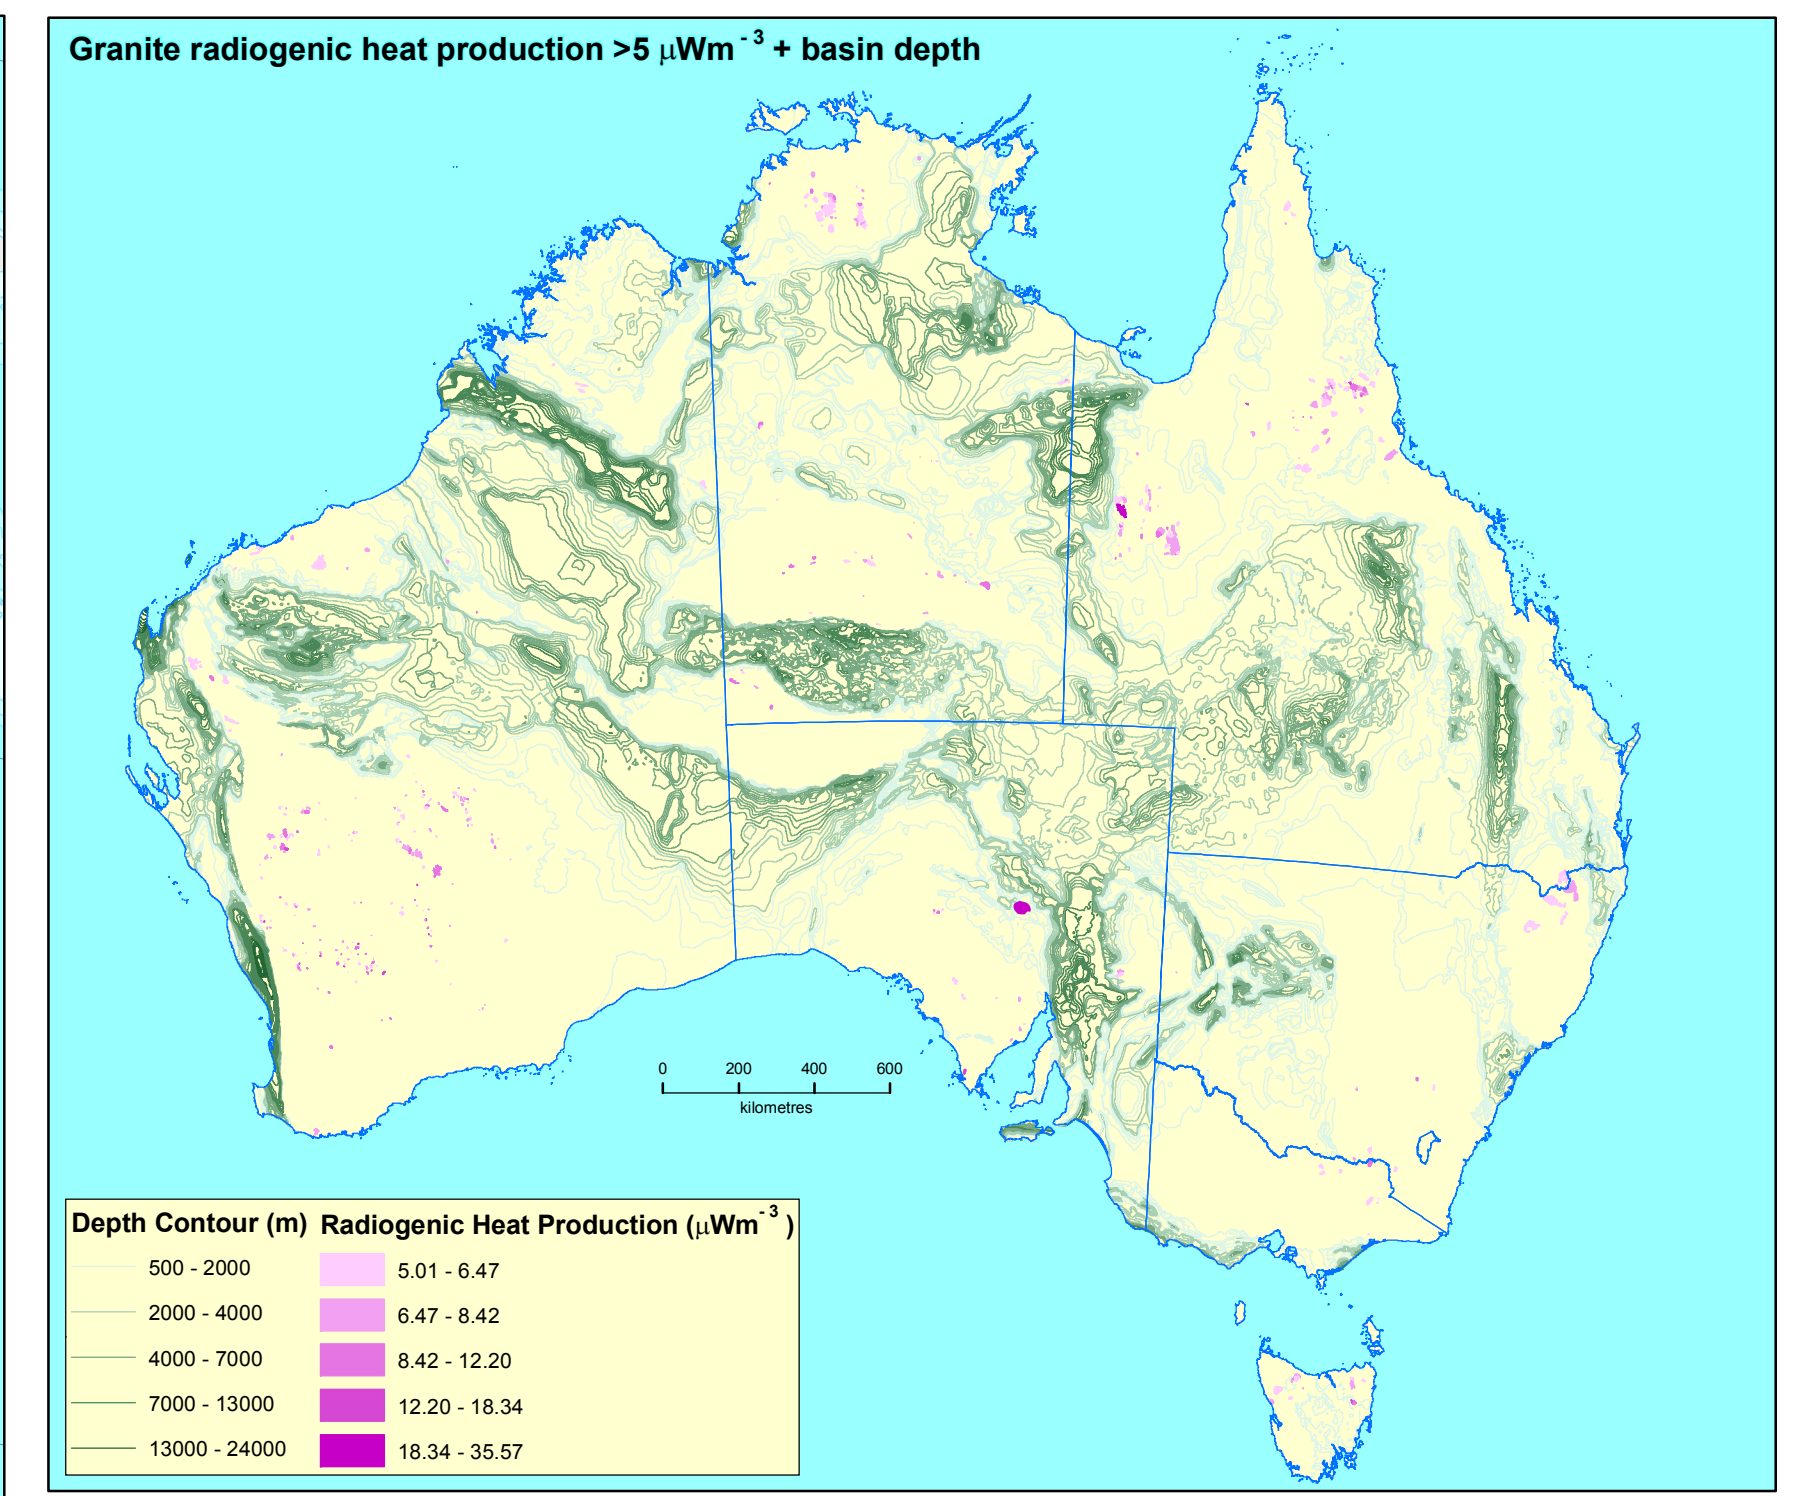 Granite radiogenic heat production >5 μWm⁻³ + basin depth
0 200 400 600
kilometres
Depth Contour (m) Radiogenic Heat Production (μWm⁻³)
500 - 2000 5.01 - 6.47
2000 - 4000 6.47 - 8.42
4000 - 7000 8.42 - 12.20
7000 - 13000 12.20 - 18.34
13000 - 24000 18.34 - 35.57